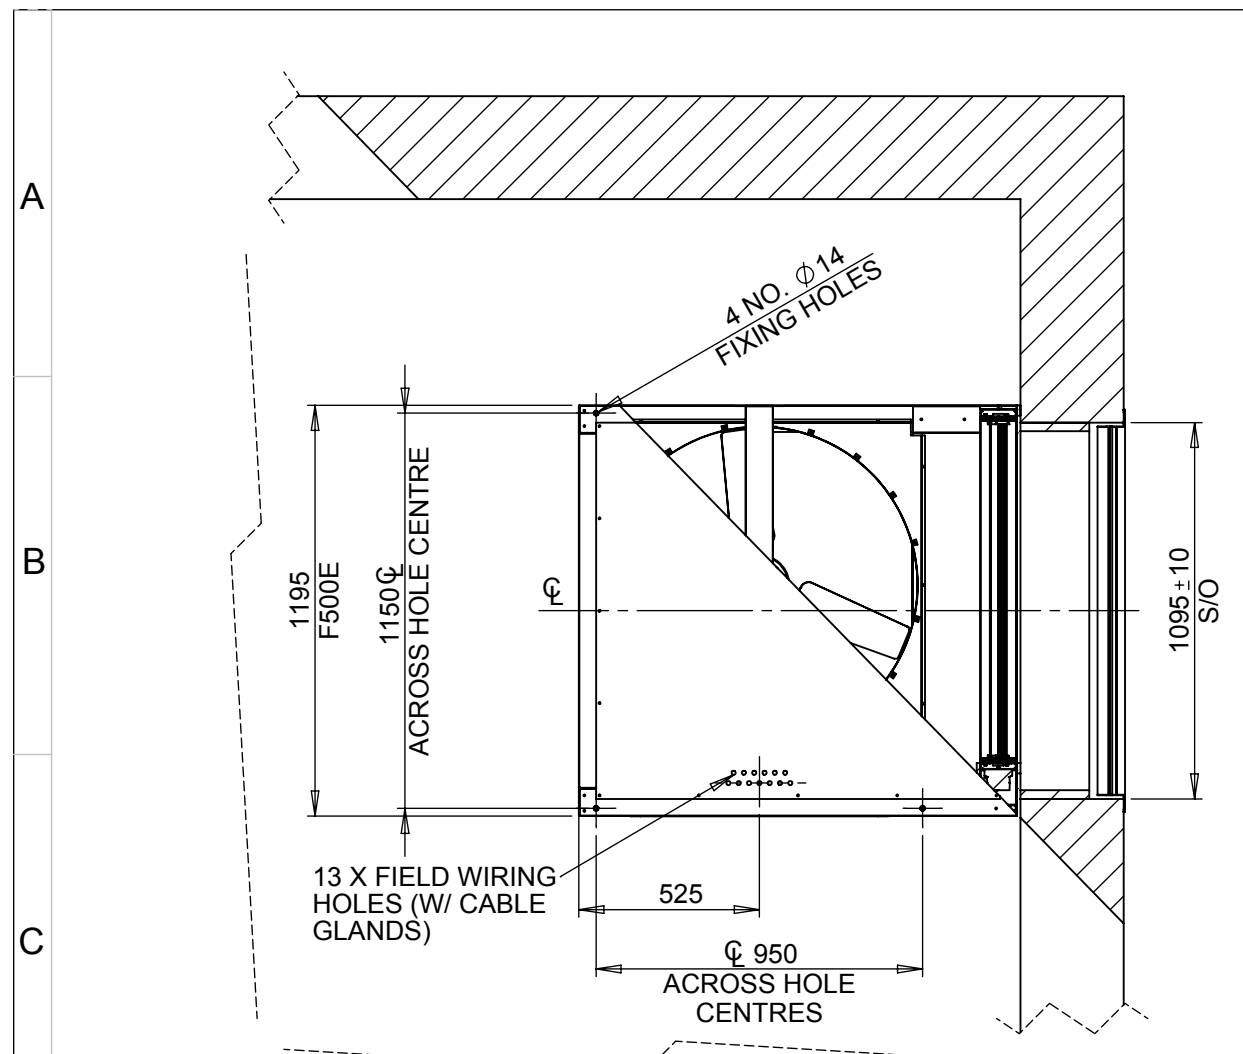 A
B
C
4 NO. ⌀14
FIXING HOLES
1195
F500E
1150℄
ACROSS HOLE CENTRE
℄
1095±10
S/O
13 X FIELD WIRING
HOLES (W/ CABLE
GLANDS)
525
℄ 950
ACROSS HOLE
CENTRES